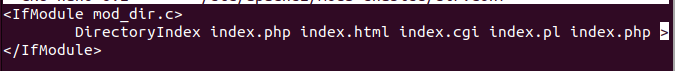 <IfModule mod_dir.c>
DirectoryIndex index.php index.html index.cgi index.pl index.php >
</IfModule>